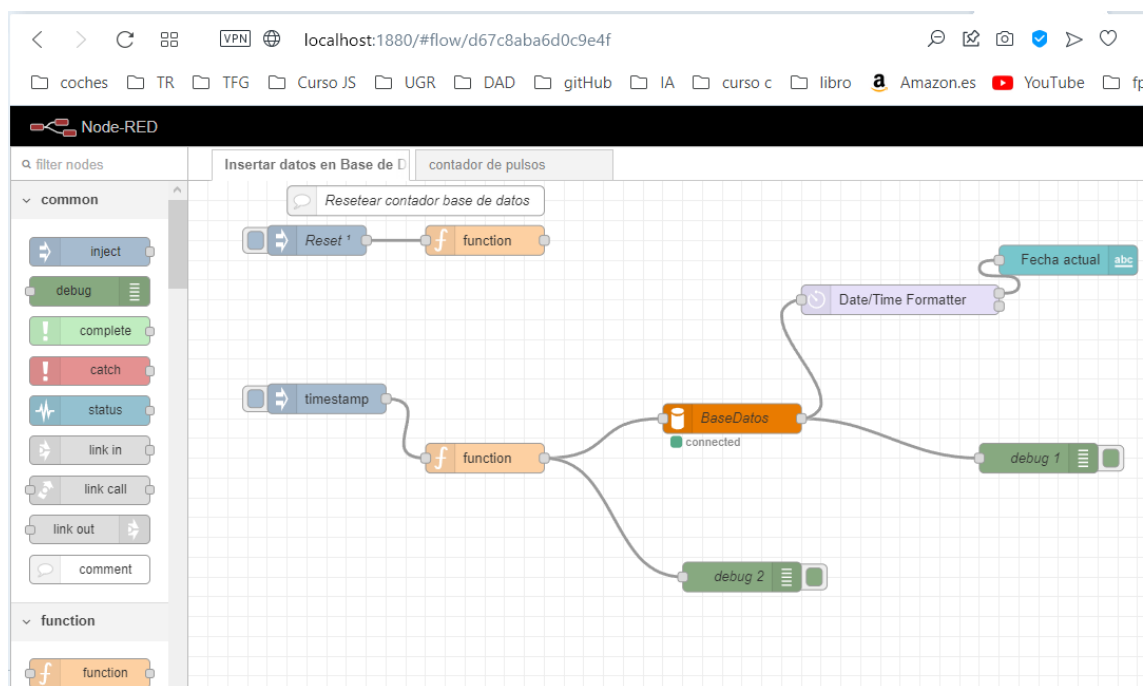 VPN localhost:1880/#flow/d67c8aba6d0c9e4f
coches TR TFG Curso JS UGR DAD gitHub IA curso c libro a Amazon.es YouTube fp
Node-RED
filter nodes
Insertar datos en Base de D
contador de pulsos
common
inject
debug
complete
catch
status
link in
link call
link out
comment
function
function
Resetear contador base de datos
Reset ¹
function
Fecha actual abc
Date/Time Formatter
timestamp
BaseDatos
connected
function
debug 1
debug 2